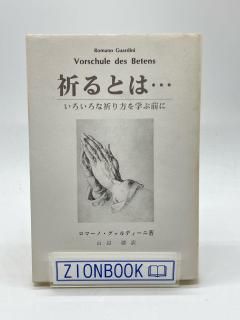 Romano Guardini
Vorschule des Betens
祈るとは…
いろいろな祈り方を学ぶ前に
ロマーノ・グァルディーニ著
訳
ZIONBOOK